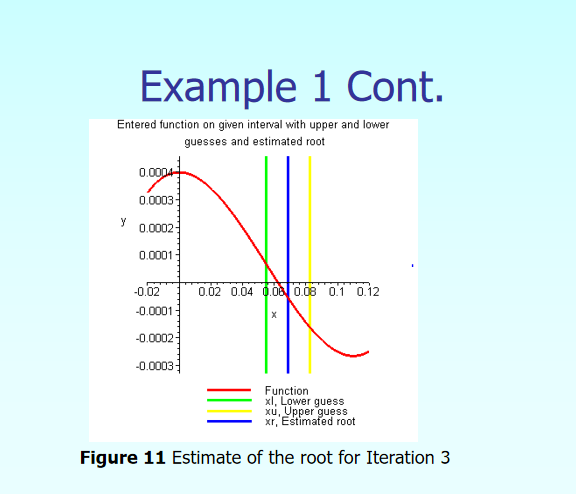 Example 1 Cont.
Entered function on given interval with upper and lower
guesses and estimated root
0.0004
0.0003
y
0.0002
0.0001
-0.02 0.02 0.04 0.06 0.08 0.1 0.12
-0.0001
x
-0.0002
-0.0003
Function
xl, Lower guess
xu, Upper guess
xr, Estimated root
Figure 11 Estimate of the root for Iteration 3